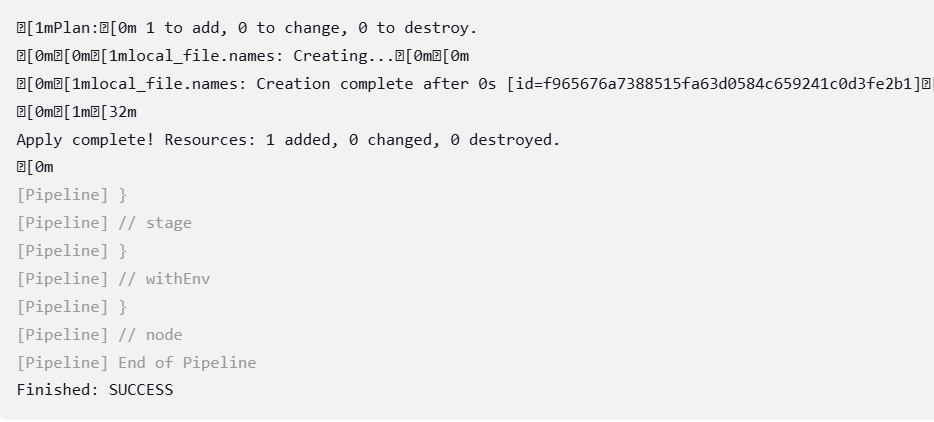 ␛[1mPlan:␛[0m 1 to add, 0 to change, 0 to destroy.
␛[0m␛[0m␛[1mlocal_file.names: Creating...␛[0m␛[0m
␛[0m␛[1mlocal_file.names: Creation complete after 0s [id=f965676a7388515fa63d0584c659241c0d3fe2b1]␛[
␛[0m␛[1m␛[32m
Apply complete! Resources: 1 added, 0 changed, 0 destroyed.
␛[0m
[Pipeline] }
[Pipeline] // stage
[Pipeline] }
[Pipeline] // withEnv
[Pipeline] }
[Pipeline] // node
[Pipeline] End of Pipeline
Finished: SUCCESS